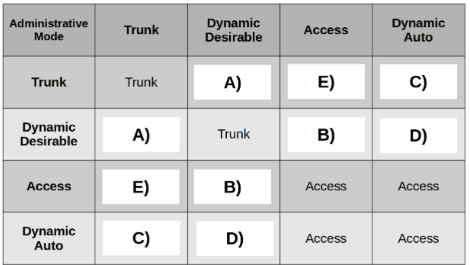 Administrative Mode Trunk Dynamic Desirable Access Dynamic Auto
Trunk Trunk A) E) C)
Dynamic Desirable A) Trunk B) D)
Access E) B) Access Access
Dynamic Auto C) D) Access Access